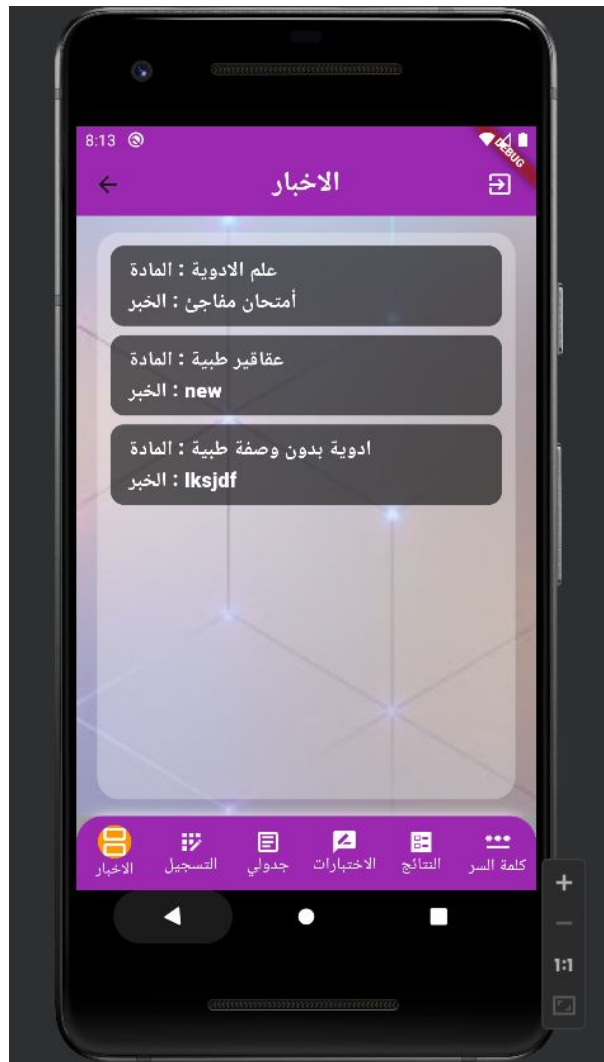 8:13
DEBUG
الاخبار
علم الادوية : المادة
أمتحان مفاجئ : الخبر
عقاقير طبية : المادة
new : الخبر
ادوية بدون وصفة طبية : المادة
lksjdf : الخبر
الاخبار
التسجيل
جدولي
الاختبارات
النتائج
كلمة السر
1:1